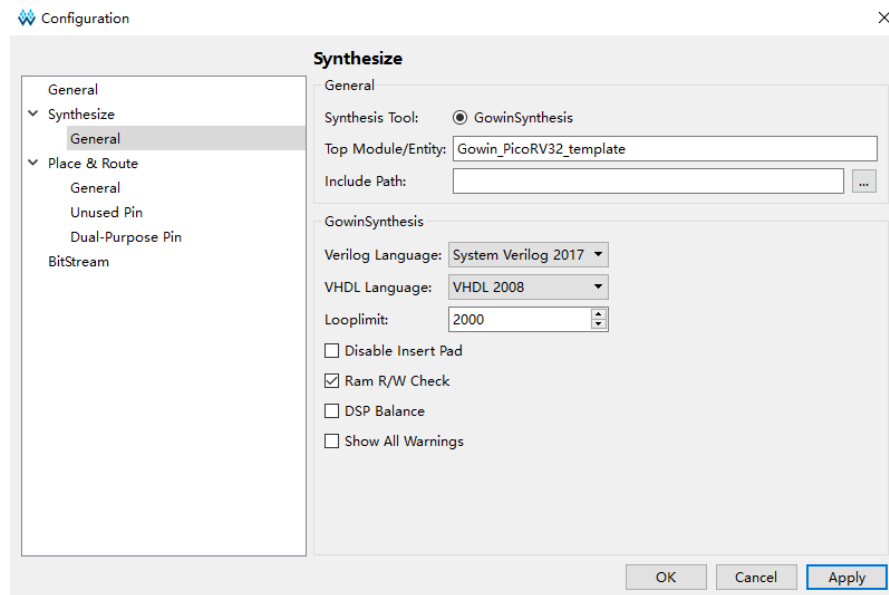 Configuration
General
Synthesize
General
Place & Route
General
Unused Pin
Dual-Purpose Pin
BitStream
Synthesize
General
Synthesis Tool: GowinSynthesis
Top Module/Entity: Gowin_PicoRV32_template
Include Path: ...
GowinSynthesis
Verilog Language: System Verilog 2017
VHDL Language: VHDL 2008
Looplimit: 2000
Disable Insert Pad
Ram R/W Check
DSP Balance
Show All Warnings
OK Cancel Apply